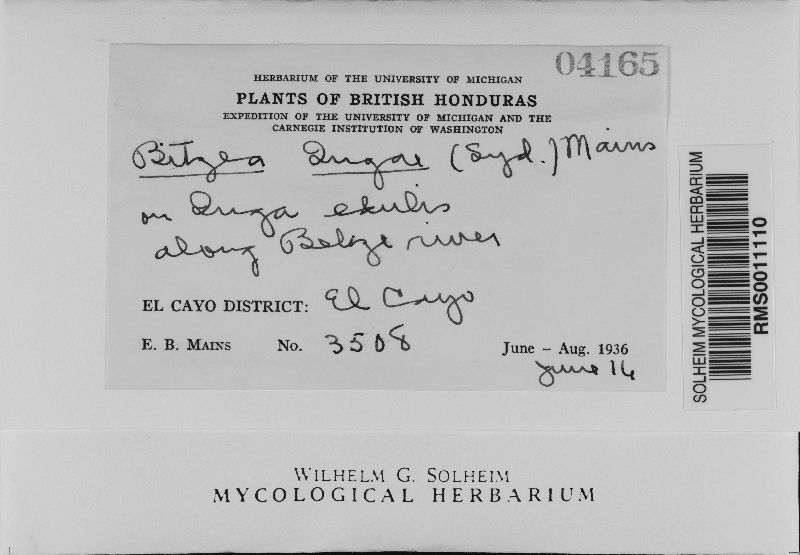 04165
HERBARIUM OF THE UNIVERSITY OF MICHIGAN
PLANTS OF BRITISH HONDURAS
EXPEDITION OF THE UNIVERSITY OF MICHIGAN AND THE
CARNEGIE INSTITUTION OF WASHINGTON
Bitzea Ingae (Syd.) Mains
on Inga edulis
along Belize river
EL CAYO DISTRICT: El Cayo
E. B. MAINS No. 3508 June – Aug. 1936
June 16
SOLHEIM MYCOLOGICAL HERBARIUM
RMS0011110
WILHELM G. SOLHEIM
MYCOLOGICAL HERBARIUM